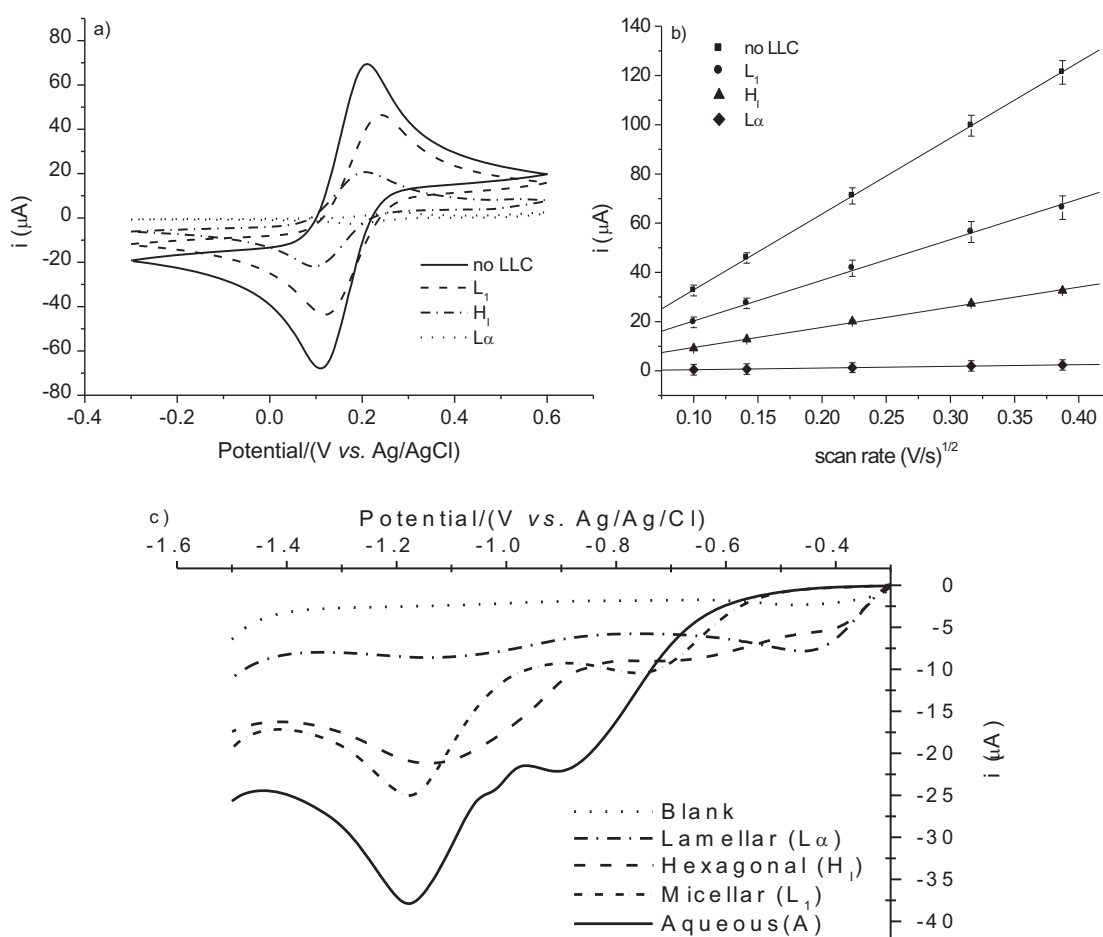 a)
80
60
40
20
0
-20
-40
-60
-80
i (µA)
-0.4
-0.2
0.0
0.2
0.4
0.6
Potential/(V vs. Ag/AgCl)
no LLC
L1
HI
Lα
b)
no LLC
L1
HI
Lα
140
120
100
80
60
40
20
0
i (µA)
0.10
0.15
0.20
0.25
0.30
0.35
0.40
scan rate (V/s)1/2
c)
Potential/(V vs. Ag/Ag/Cl)
-1.6
-1.4
-1.2
-1.0
-0.8
-0.6
-0.4
0
-5
-10
-15
-20
-25
-30
-35
-40
i (µA)
Blank
Lamellar (Lα)
Hexagonal (HI)
Micellar (L1)
Aqueous(A)